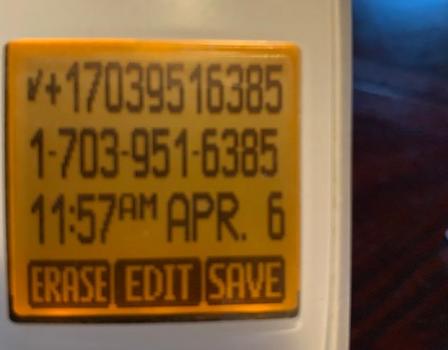 ✓+17039516385
1-703-951-6385
11:57AM APR. 6
ERASE EDIT SAVE